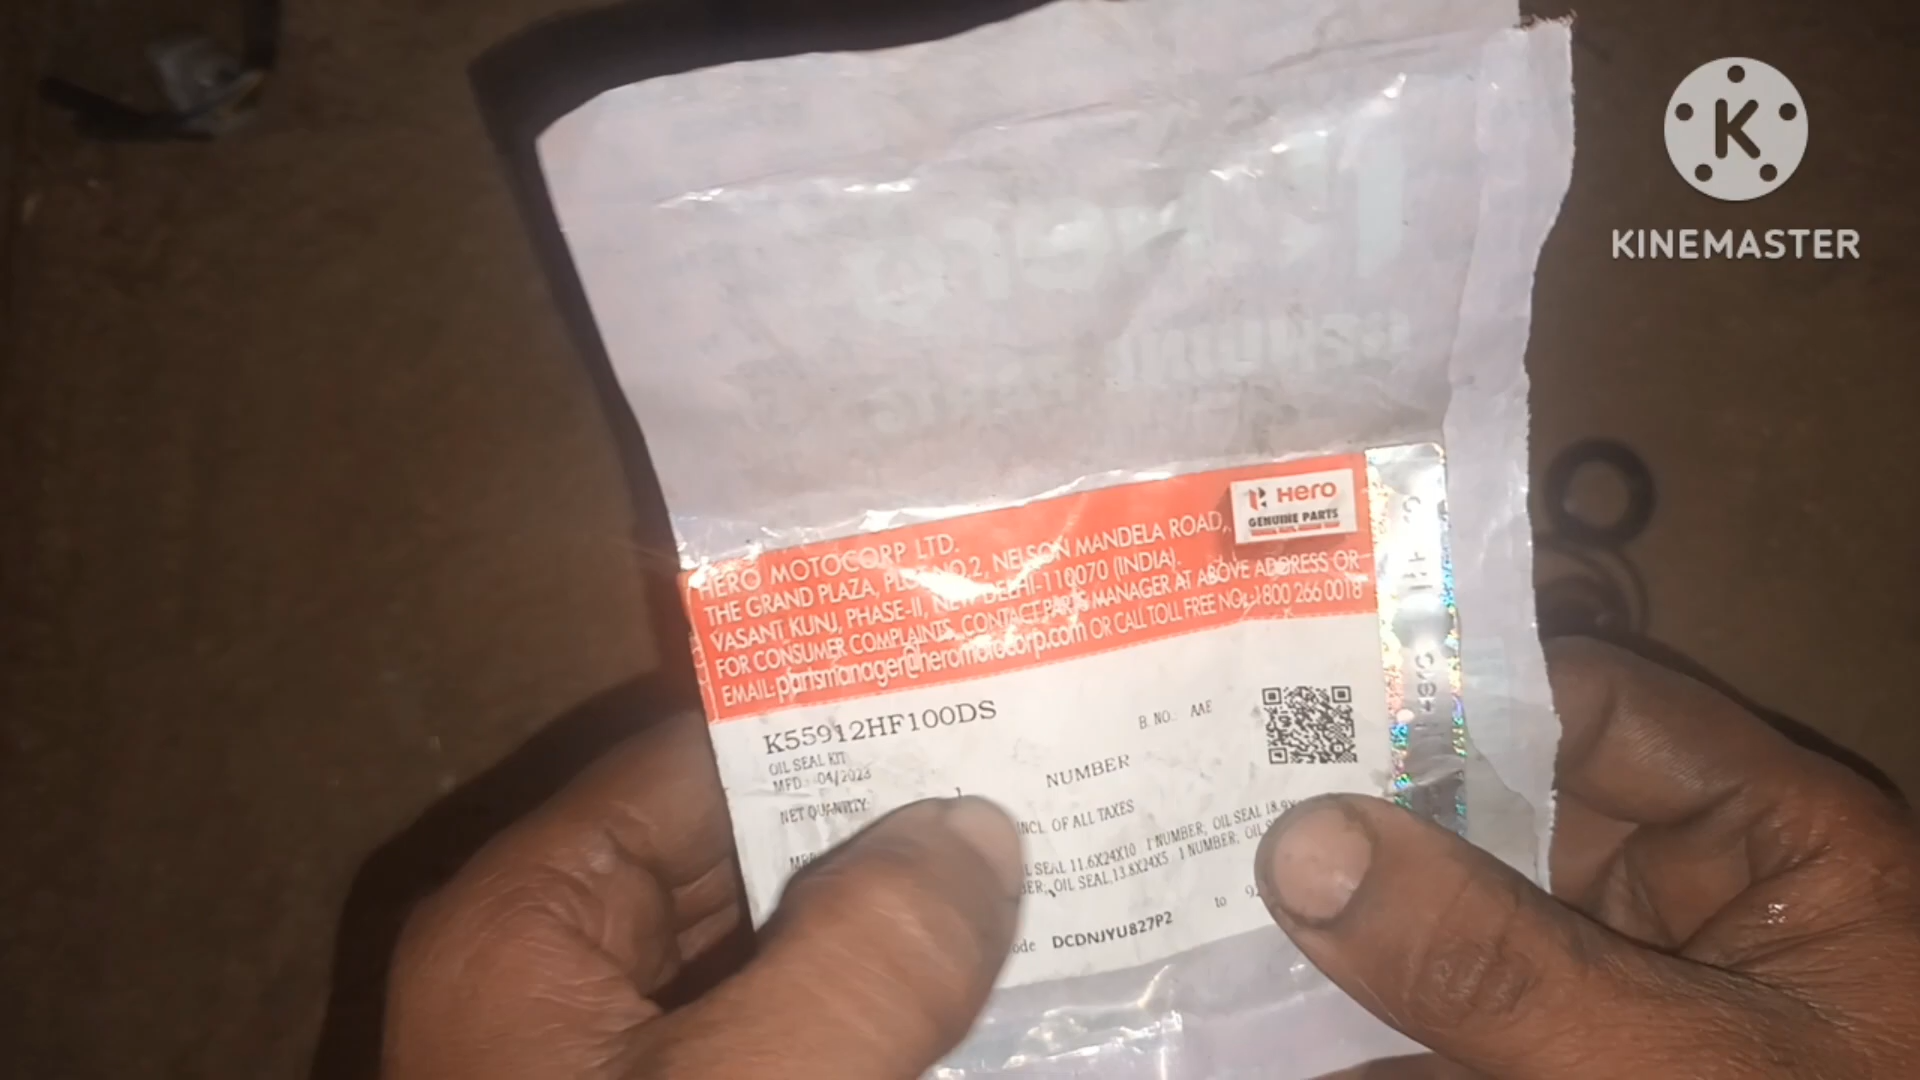 KINEMASTER
Hero
GENUINE PARTS
HERO MOTOCORP LTD.
THE GRAND PLAZA, PLOT NO.2, NELSON MANDELA ROAD,
VASANT KUNJ, PHASE-II, NEW DELHI-110070 (INDIA).
FOR CONSUMER COMPLAINTS, CONTACT PARTS MANAGER AT ABOVE ADDRESS OR
EMAIL: partsmanager@heromotocorp.com OR CALL TOLL FREE NO.-1800 266 0018
K55912HF100DS
B. NO.: AAE
OIL SEAL KIT
MFD.: 04/2023
NET QUANTITY: 1 NUMBER
INCL. OF ALL TAXES
SEAL 11.6X24X10 1 NUMBER, OIL SEAL 18.9X
OIL SEAL,13.8X24X5 1 NUMBER;
to
DCDNJYU827P2